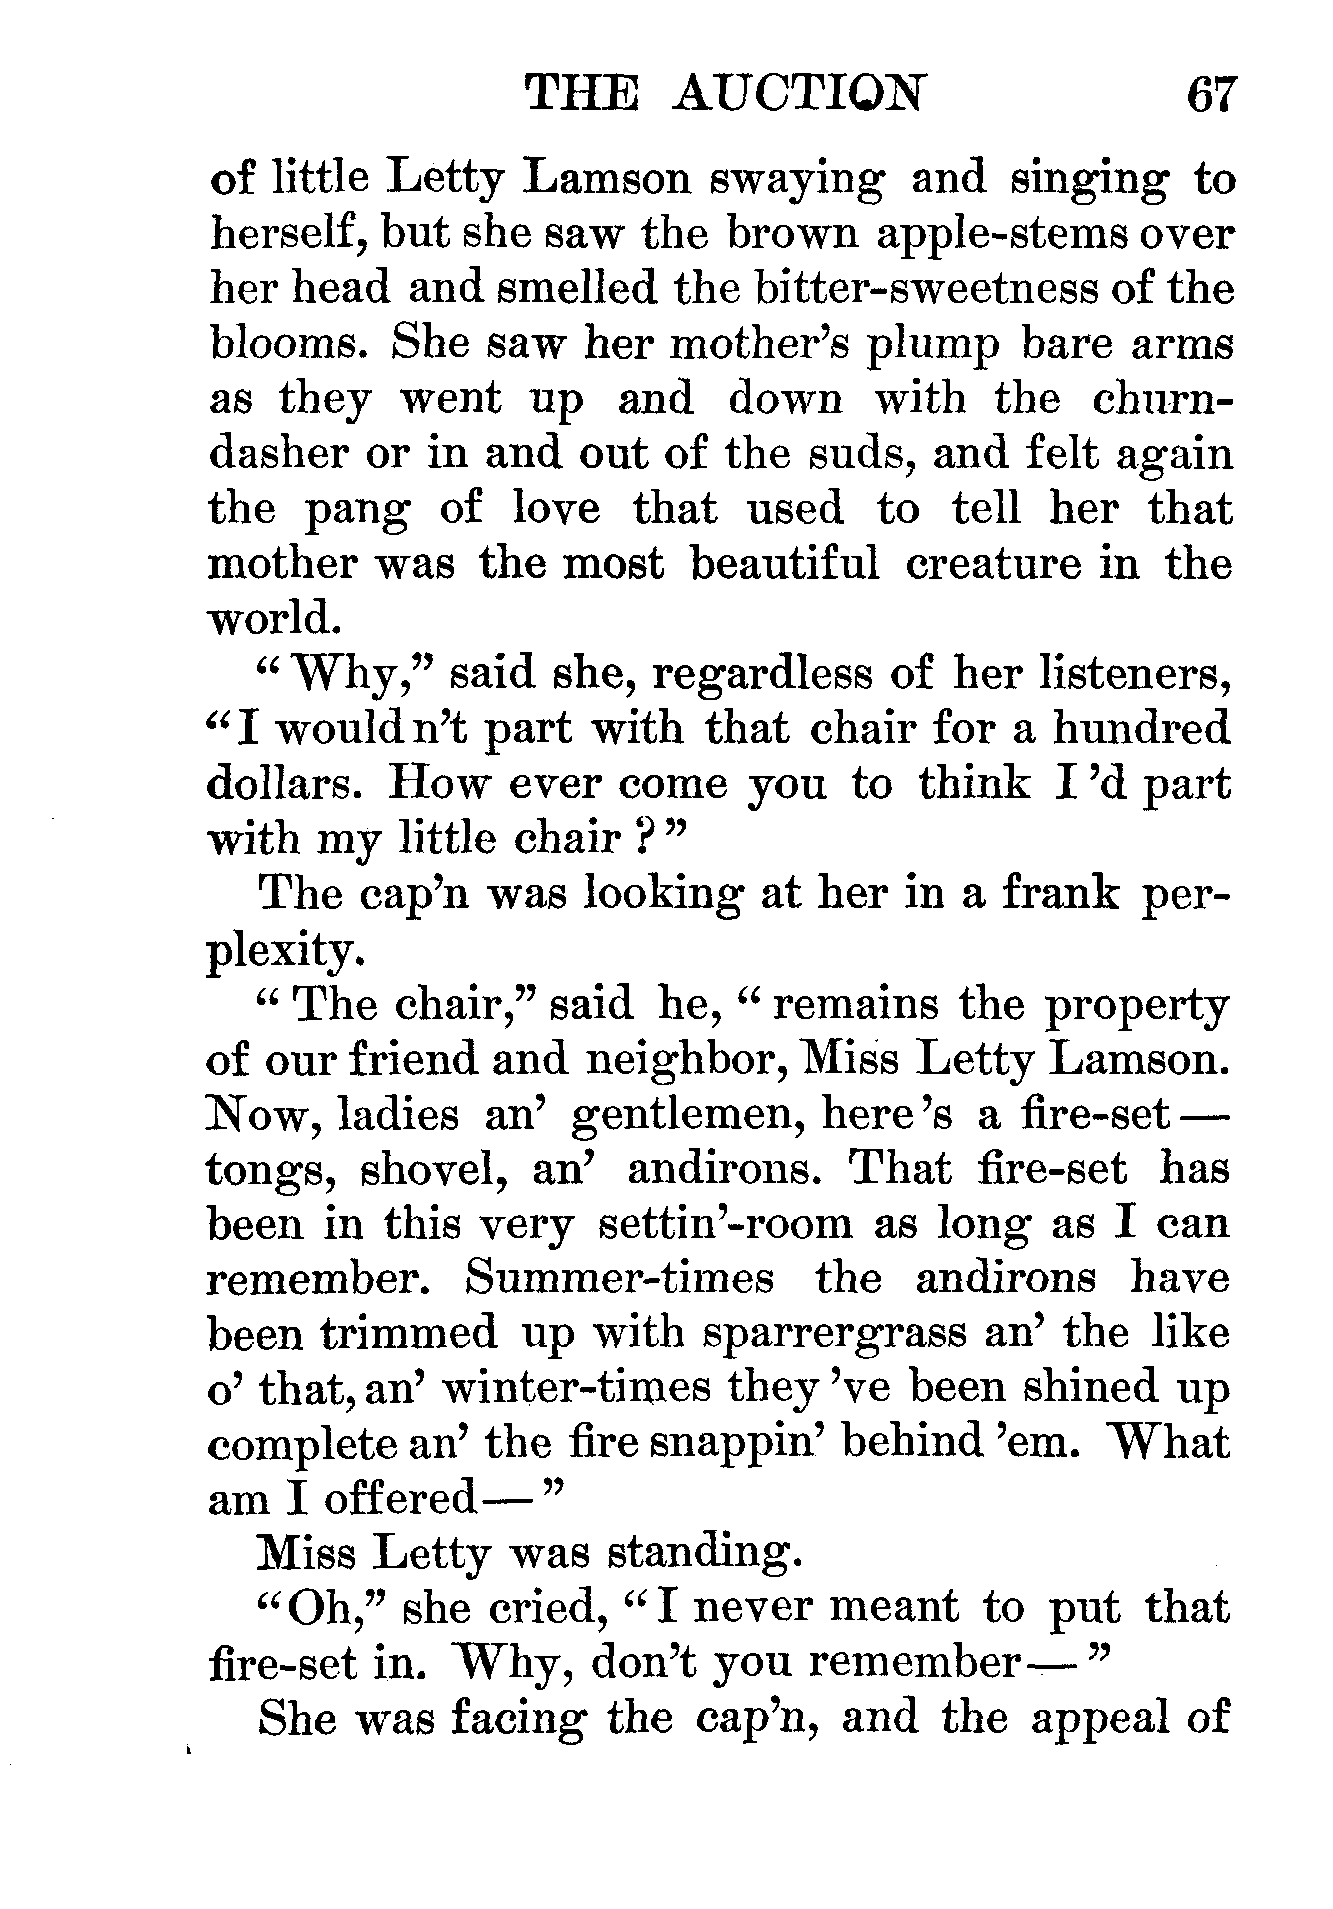 THE AUCTION 67
of little Letty Lamson swaying and singing to
herself, but she saw the brown apple-stems over
her head and smelled the bitter-sweetness of the
blooms. She saw her mother's plump bare arms
as they went up and down with the churn-
dasher or in and out of the suds, and felt again
the pang of love that used to tell her that
mother was the most beautiful creature in the
world.
“Why,” said she, regardless of her listeners,
“I wouldn't part with that chair for a hundred
dollars. How ever come you to think I 'd part
with my little chair?”
The cap'n was looking at her in a frank per-
plexity.
“The chair,” said he, “remains the property
of our friend and neighbor, Miss Letty Lamson.
Now, ladies an' gentlemen, here 's a fire-set—
tongs, shovel, an' andirons. That fire-set has
been in this very settin'-room as long as I can
remember. Summer-times the andirons have
been trimmed up with sparrergrass an' the like
o' that, an' winter-times they 've been shined up
complete an' the fire snappin' behind 'em. What
am I offered—”
Miss Letty was standing.
“Oh,” she cried, “I never meant to put that
fire-set in. Why, don't you remember—”
She was facing the cap'n, and the appeal of